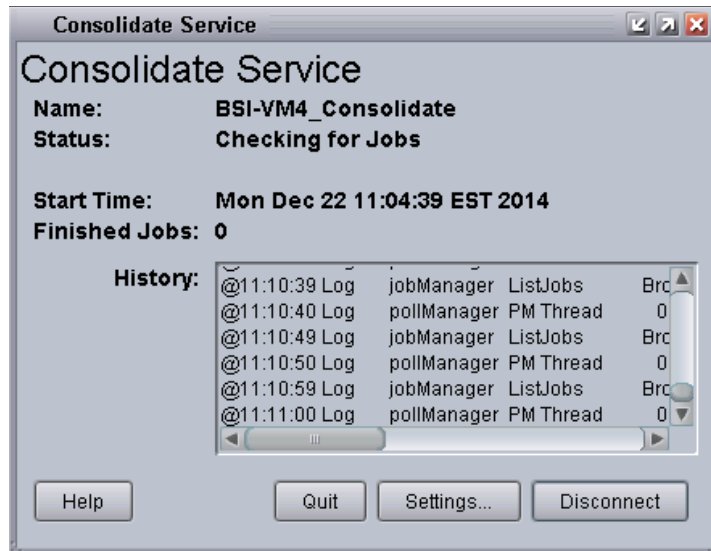 Consolidate Service
Consolidate Service
Name: BSI-VM4_Consolidate
Status: Checking for Jobs
Start Time: Mon Dec 22 11:04:39 EST 2014
Finished Jobs: 0
History:
@11:10:39 Log jobManager ListJobs Bro
@11:10:40 Log pollManager PM Thread 0
@11:10:49 Log jobManager ListJobs Bro
@11:10:50 Log pollManager PM Thread 0
@11:10:59 Log jobManager ListJobs Bro
@11:11:00 Log pollManager PM Thread 0
Help Quit Settings... Disconnect